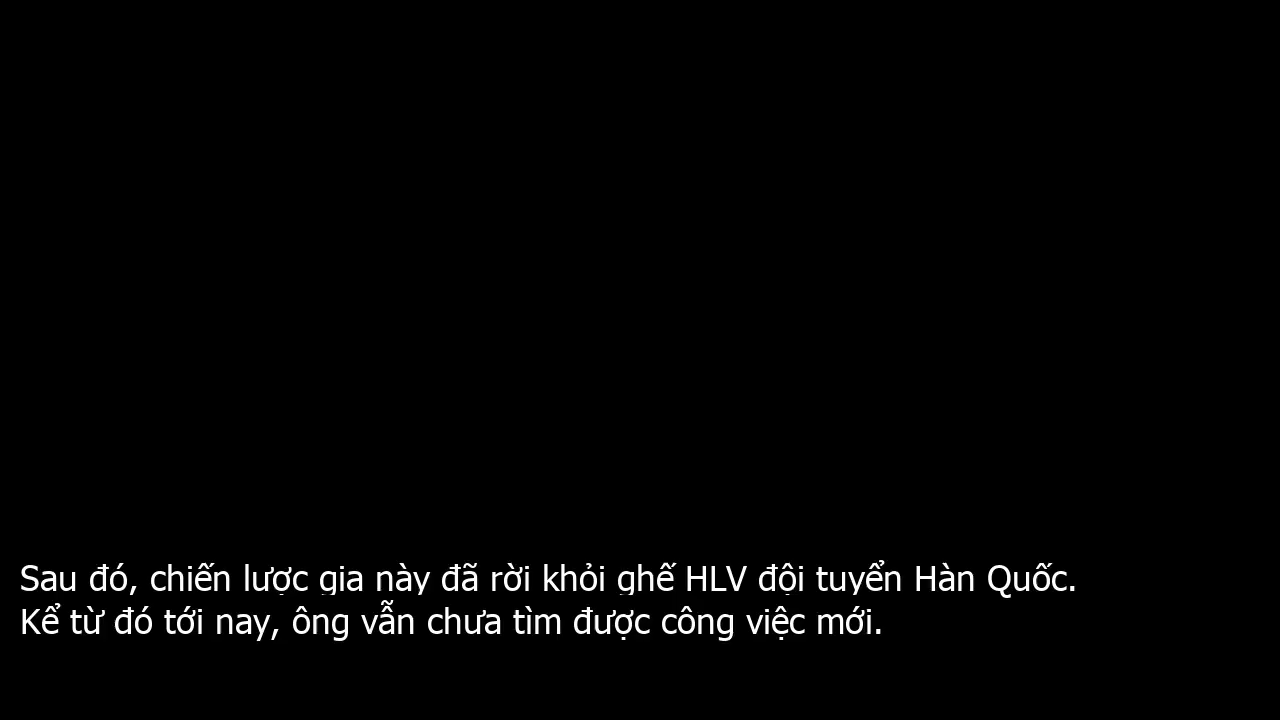 Sau đó, chiến lược gia này đã rời khỏi ghế HLV đội tuyển Hàn Quốc.
Kể từ đó tới nay, ông vẫn chưa tìm được công việc mới.